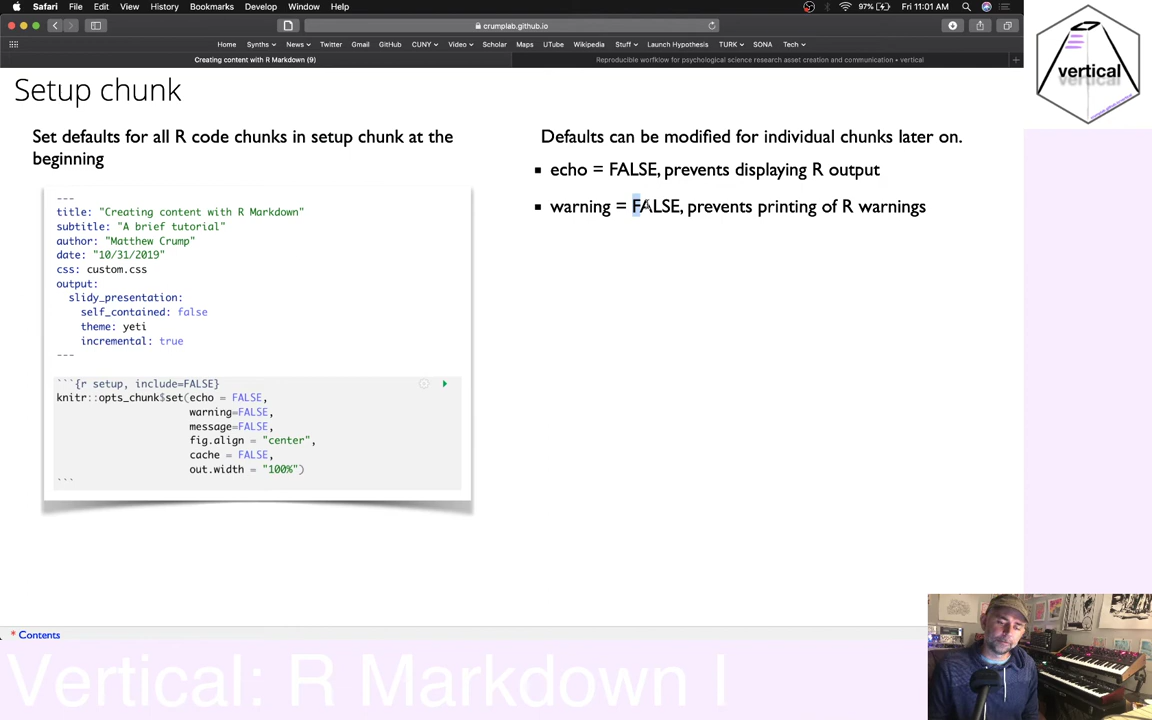 Safari File Edit View History Bookmarks Develop Window Help 97% Fri 11:01 AM
crumplab.github.io
Home Synths News Twitter Gmail GitHub CUNY Video Scholar Maps UTube Wikipedia Stuff Launch Hypothesis TURK SONA Tech
Creating content with R Markdown (9) Reproducible worfklow for psychological science research asset creation and communication • vertical
vertical
Setup chunk
Set defaults for all R code chunks in setup chunk at the
beginning
---
title: "Creating content with R Markdown"
subtitle: "A brief tutorial"
author: "Matthew Crump"
date: "10/31/2019"
css: custom.css
output:
slidy_presentation:
self_contained: false
theme: yeti
incremental: true
---
```{r setup, include=FALSE}
knitr::opts_chunk$set(echo = FALSE,
warning=FALSE,
message=FALSE,
fig.align = "center",
cache = FALSE,
out.width = "100%")
```
Defaults can be modified for individual chunks later on.
▪ echo = FALSE, prevents displaying R output
▪ warning = FALSE, prevents printing of R warnings
* Contents
Vertical: R Markdown I